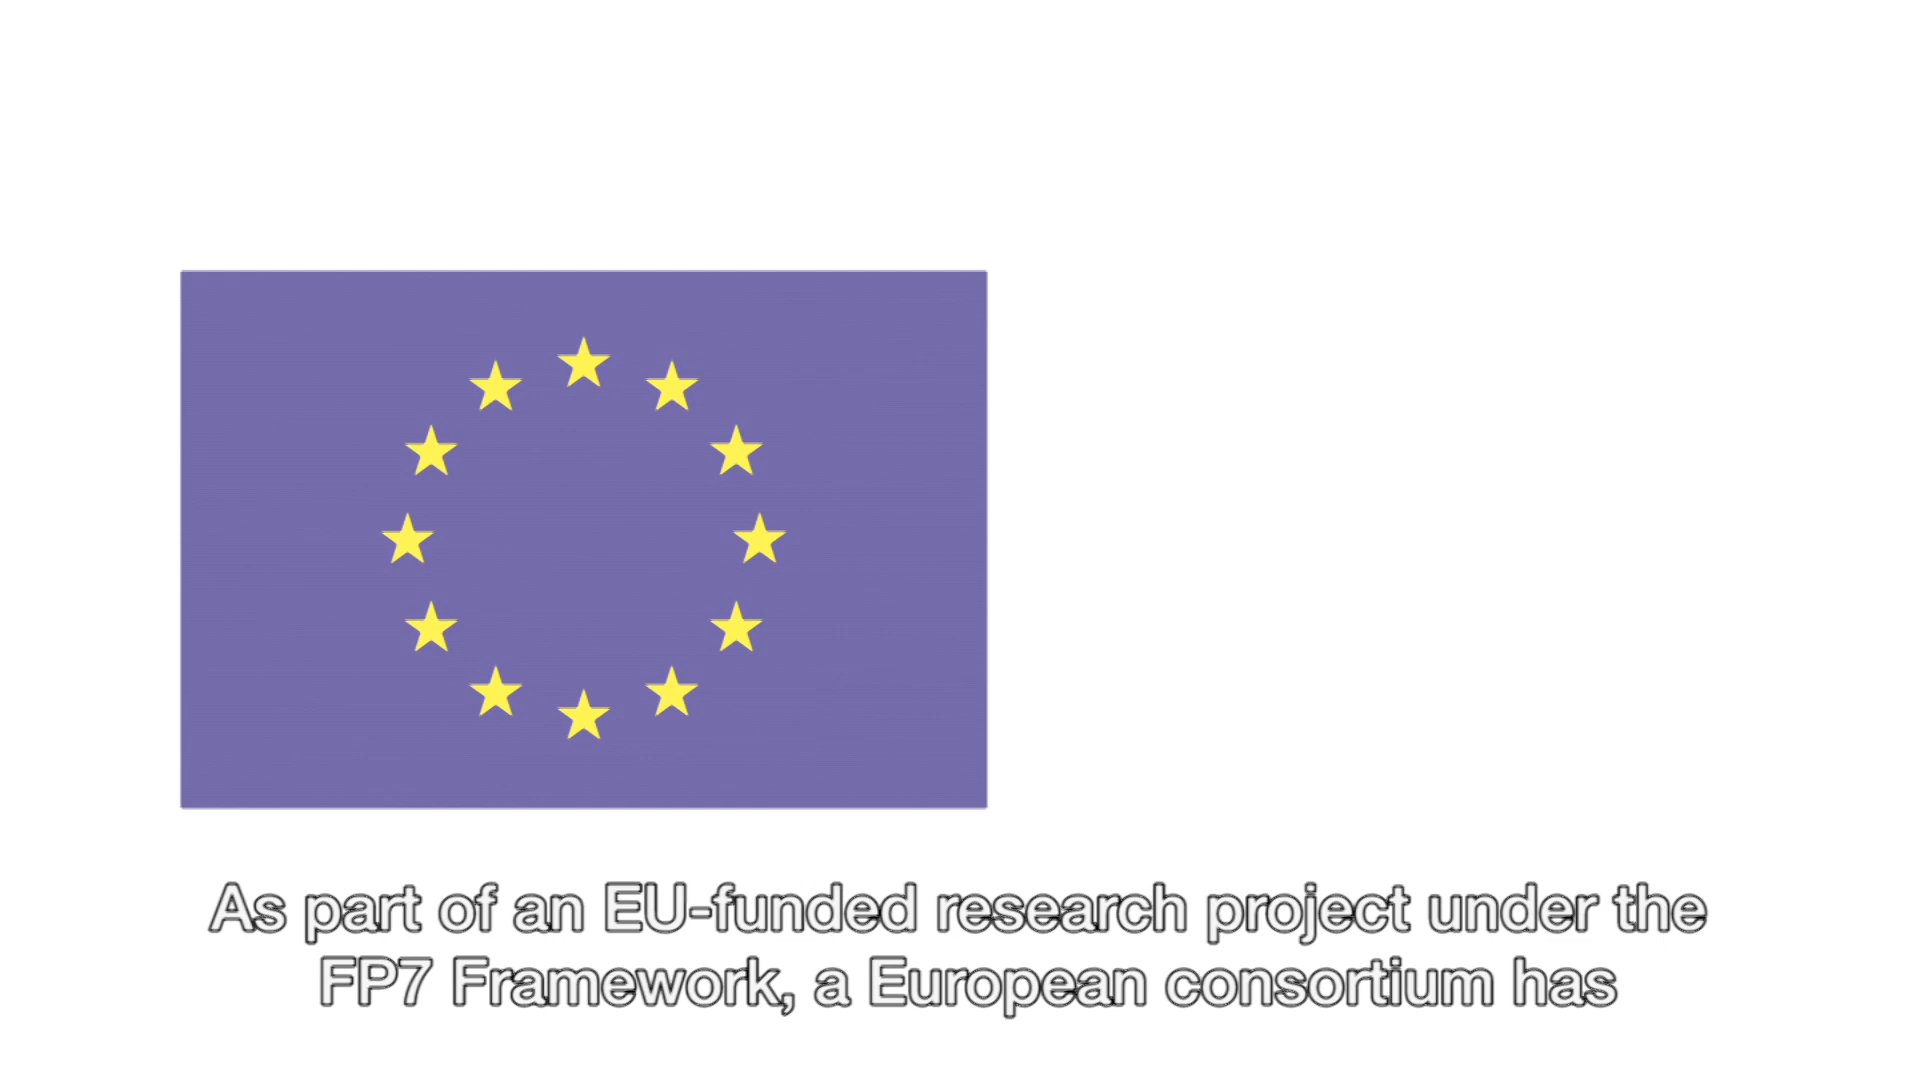 As part of an EU-funded research project under the
FP7 Framework, a European consortium has